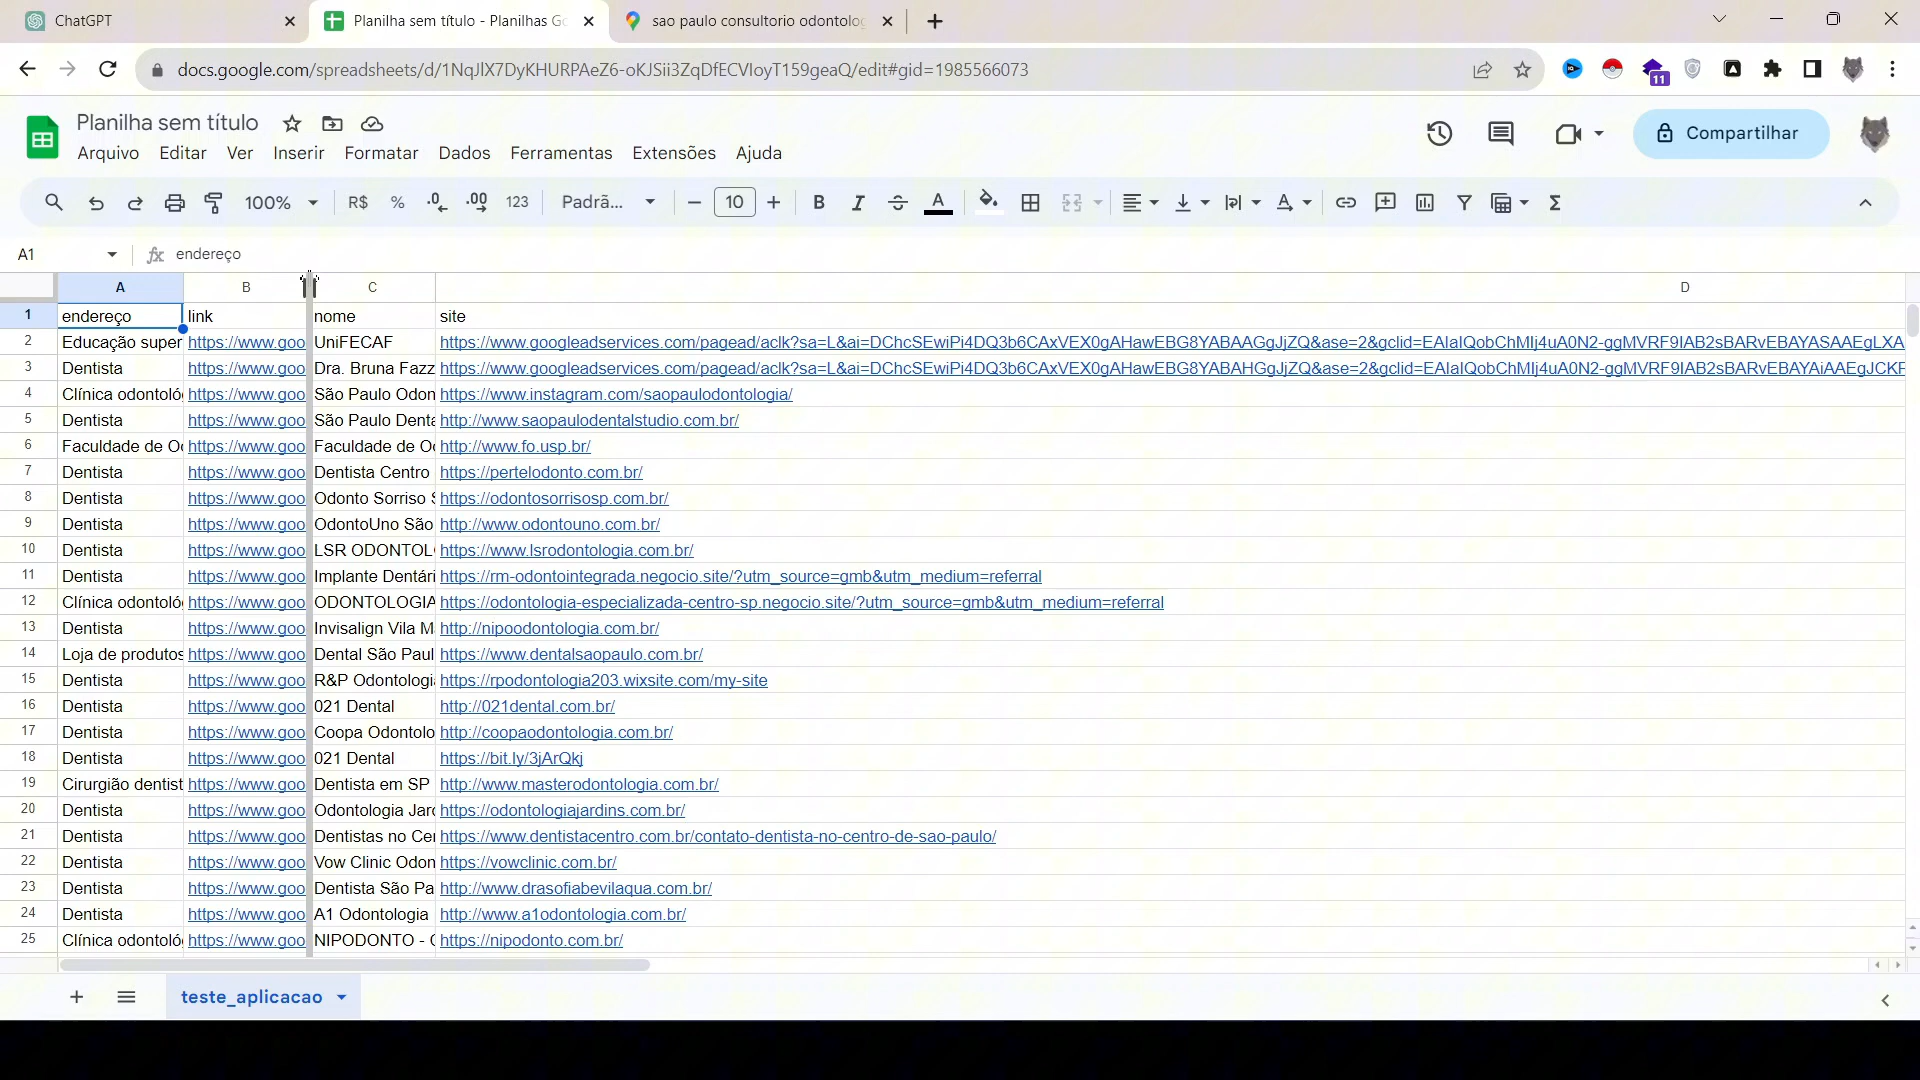 ChatGPT
Planilha sem título - Planilhas Go
sao paulo consultorio odontolog
docs.google.com/spreadsheets/d/1NqJlX7DyKHURPAeZ6-oKJSii3ZqDfECVIoyT159geaQ/edit#gid=1985566073
11
Planilha sem título
Arquivo Editar Ver Inserir Formatar Dados Ferramentas Extensões Ajuda
Compartilhar
100% R$ % .0 .00 123 Padrã... 10 B I A Σ
A1 fx endereço
A B C D
1 endereço link nome site
2 Educação super https://www.goo UniFECAF https://www.googleadservices.com/pagead/aclk?sa=L&ai=DChcSEwiPi4DQ3b6CAxVEX0gAHawEBG8YABAAGgJjZQ&ase=2&gclid=EAIaIQobChMIj4uA0N2-ggMVRF9IAB2sBARvEBAYASAAEgLXA
3 Dentista https://www.goo Dra. Bruna Fazz https://www.googleadservices.com/pagead/aclk?sa=L&ai=DChcSEwiPi4DQ3b6CAxVEX0gAHawEBG8YABAHGgJjZQ&ase=2&gclid=EAIaIQobChMIj4uA0N2-ggMVRF9IAB2sBARvEBAYAiAAEgJCKF
4 Clínica odontoló https://www.goo São Paulo Odon https://www.instagram.com/saopaulodontologia/
5 Dentista https://www.goo São Paulo Denta http://www.saopaulodentalstudio.com.br/
6 Faculdade de Od https://www.goo Faculdade de Od http://www.fo.usp.br/
7 Dentista https://www.goo Dentista Centro https://pertelodonto.com.br/
8 Dentista https://www.goo Odonto Sorriso S https://odontosorrisosp.com.br/
9 Dentista https://www.goo OdontoUno São http://www.odontouno.com.br/
10 Dentista https://www.goo LSR ODONTOL https://www.lsrodontologia.com.br/
11 Dentista https://www.goo Implante Dentári https://rm-odontointegrada.negocio.site/?utm_source=gmb&utm_medium=referral
12 Clínica odontoló https://www.goo ODONTOLOGIA https://odontologia-especializada-centro-sp.negocio.site/?utm_source=gmb&utm_medium=referral
13 Dentista https://www.goo Invisalign Vila M http://nipoodontologia.com.br/
14 Loja de produtos https://www.goo Dental São Paul https://www.dentalsaopaulo.com.br/
15 Dentista https://www.goo R&P Odontologi https://rpodontologia203.wixsite.com/my-site
16 Dentista https://www.goo 021 Dental http://021dental.com.br/
17 Dentista https://www.goo Coopa Odontolo http://coopaodontologia.com.br/
18 Dentista https://www.goo 021 Dental https://bit.ly/3jArQkj
19 Cirurgião dentist https://www.goo Dentista em SP http://www.masterodontologia.com.br/
20 Dentista https://www.goo Odontologia Jard https://odontologiajardins.com.br/
21 Dentista https://www.goo Dentistas no Cer https://www.dentistacentro.com.br/contato-dentista-no-centro-de-sao-paulo/
22 Dentista https://www.goo Vow Clinic Odon https://vowclinic.com.br/
23 Dentista https://www.goo Dentista São Pa http://www.drasofiabevilaqua.com.br/
24 Dentista https://www.goo A1 Odontologia http://www.a1odontologia.com.br/
25 Clínica odontoló https://www.goo NIPODONTO - C https://nipodonto.com.br/
teste_aplicacao